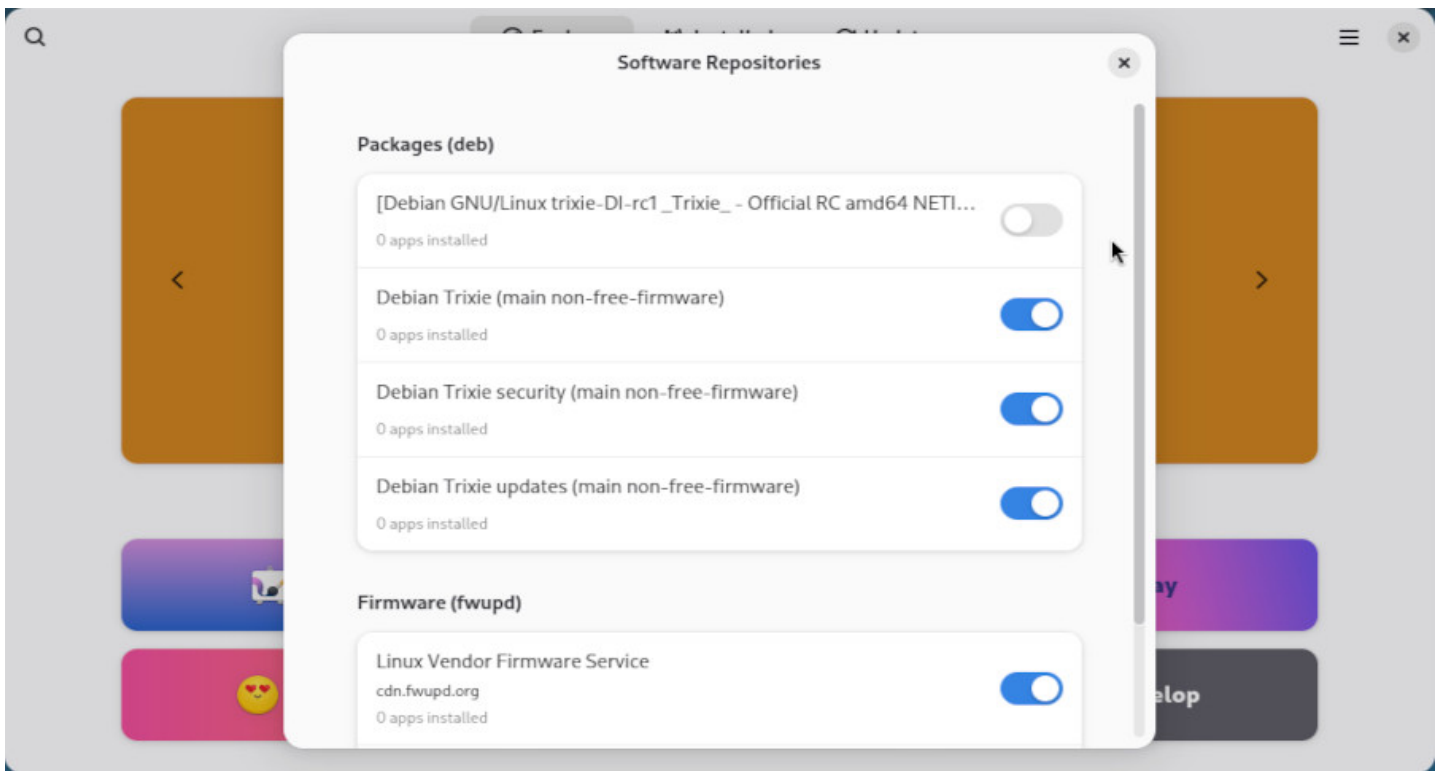 Software Repositories
Packages (deb)
[Debian GNU/Linux trixie-DI-rc1 _Trixie_ - Official RC amd64 NETI...
0 apps installed
Debian Trixie (main non-free-firmware)
0 apps installed
Debian Trixie security (main non-free-firmware)
0 apps installed
Debian Trixie updates (main non-free-firmware)
0 apps installed
Firmware (fwupd)
Linux Vendor Firmware Service
cdn.fwupd.org
0 apps installed
ay
elop